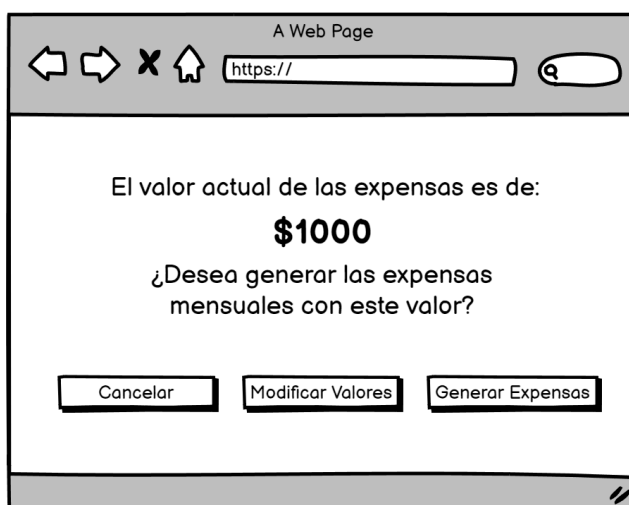 A Web Page
https://
El valor actual de las expensas es de:
$1000
¿Desea generar las expensas
mensuales con este valor?
Cancelar
Modificar Valores
Generar Expensas